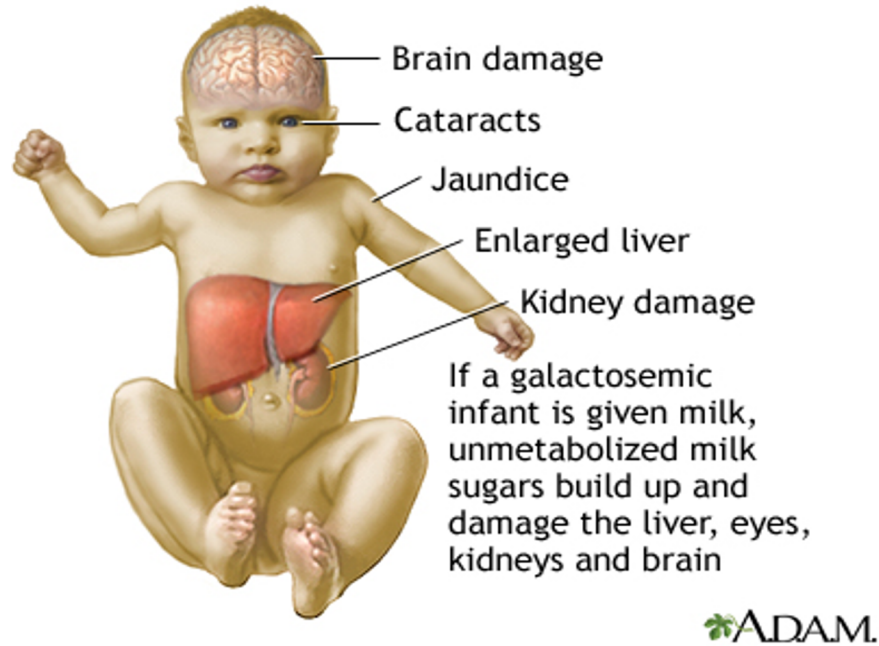 Brain damage
Cataracts
Jaundice
Enlarged liver
Kidney damage
If a galactosemic
infant is given milk,
unmetabolized milk
sugars build up and
damage the liver, eyes,
kidneys and brain
A.D.A.M.